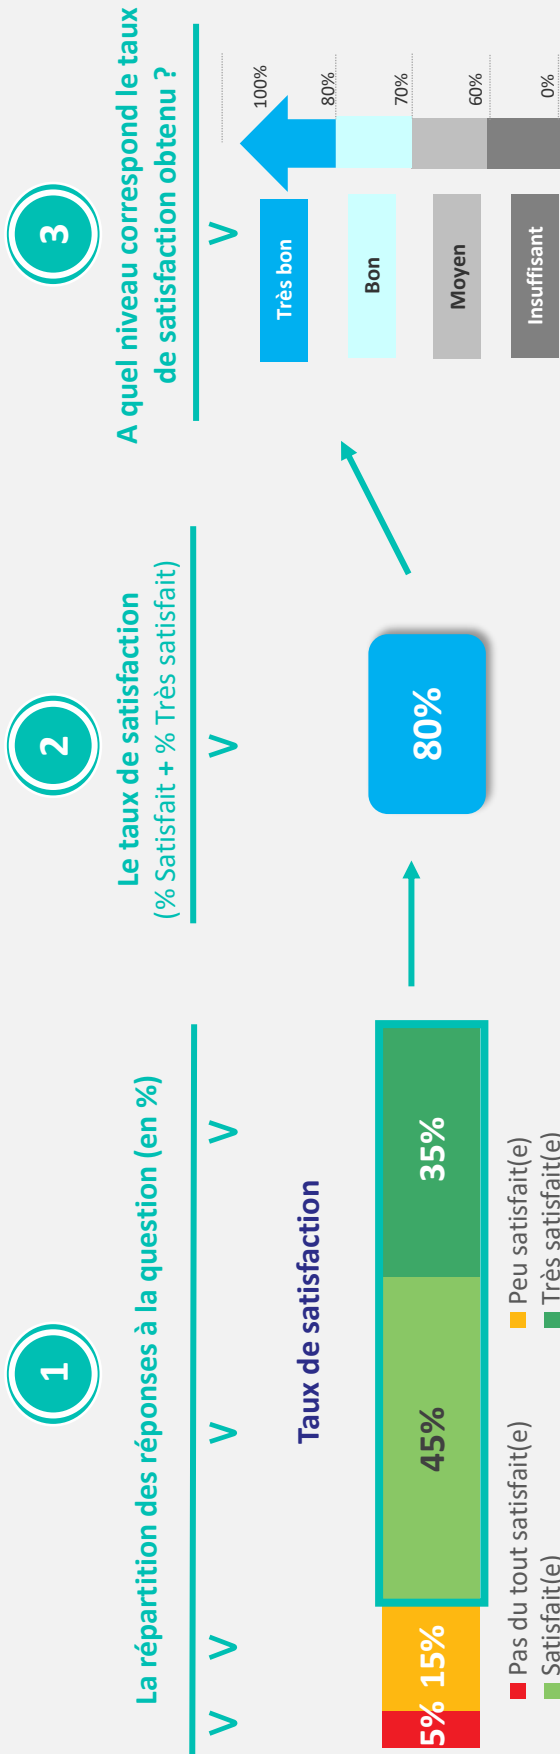 1
La répartition des réponses à la question (en %)
V V V V
Taux de satisfaction
5% 15% 45% 35%
Pas du tout satisfait(e) Peu satisfait(e)
Satisfait(e) Très satisfait(e)
2
Le taux de satisfaction
(% Satisfait + % Très satisfait)
V
80%
3
A quel niveau correspond le taux
de satisfaction obtenu ?
V
100%
Très bon
80%
Bon
70%
Moyen
60%
Insuffisant
0%